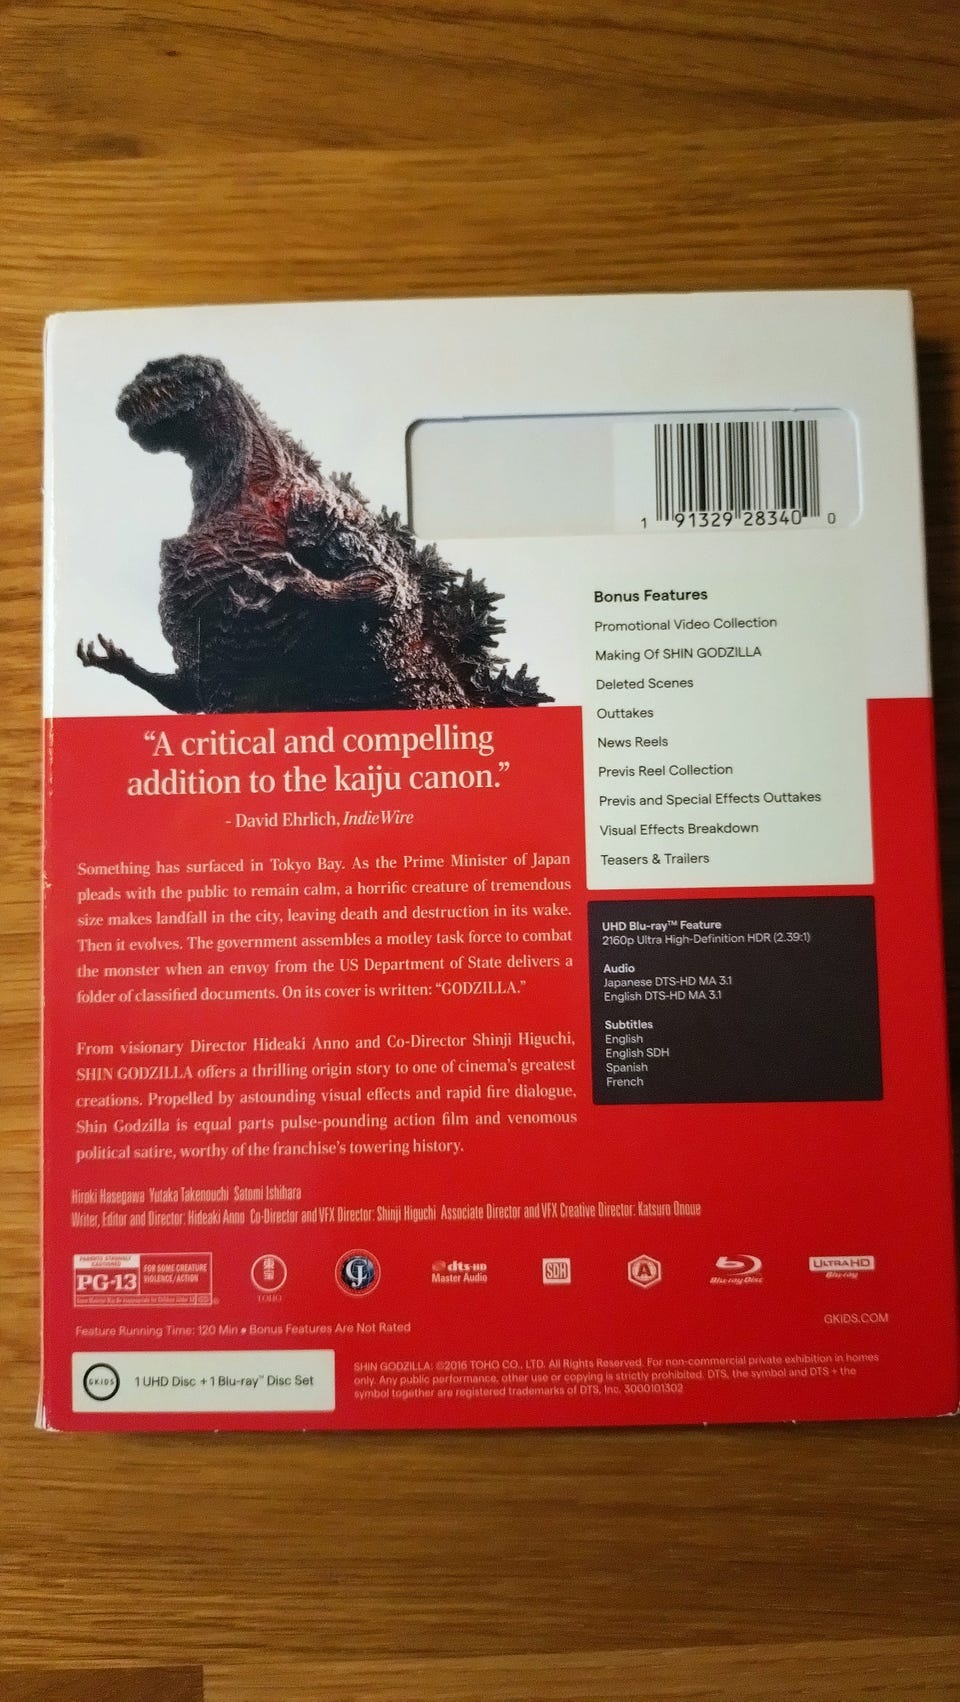 1 91329 28340 0
Bonus Features
Promotional Video Collection
Making Of SHIN GODZILLA
Deleted Scenes
Outtakes
News Reels
Previs Reel Collection
Previs and Special Effects Outtakes
Visual Effects Breakdown
Teasers & Trailers
“A critical and compelling
addition to the kaiju canon.”
- David Ehrlich, IndieWire
Something has surfaced in Tokyo Bay. As the Prime Minister of Japan
pleads with the public to remain calm, a horrific creature of tremendous
size makes landfall in the city, leaving death and destruction in its wake.
Then it evolves. The government assembles a motley task force to combat
the monster when an envoy from the US Department of State delivers a
folder of classified documents. On its cover is written: “GODZILLA.”
From visionary Director Hideaki Anno and Co-Director Shinji Higuchi,
SHIN GODZILLA offers a thrilling origin story to one of cinema’s greatest
creations. Propelled by astounding visual effects and rapid fire dialogue,
Shin Godzilla is equal parts pulse-pounding action film and venomous
political satire, worthy of the franchise’s towering history.
UHD Blu-ray™ Feature
2160p Ultra High-Definition HDR (2.39:1)
Audio
Japanese DTS-HD MA 3.1
English DTS-HD MA 3.1
Subtitles
English
English SDH
Spanish
French
Hiroki Hasegawa Yutaka Takenouchi Satomi Ishihara
Writer, Editor and Director: Hideaki Anno Co-Director and VFX Director: Shinji Higuchi Associate Director and VFX Creative Director: Katsuro Onoue
PARENTS STRONGLY CAUTIONED
PG-13
FOR SOME CREATURE
VIOLENCE/ACTION
Some Material May Be Inappropriate for Children Under 13
東宝
TOHO
dts-HD
Master Audio
SDH
A
Blu-ray Disc
ULTRA HD
Blu-ray
Feature Running Time: 120 Min • Bonus Features Are Not Rated
GKIDS.COM
GKIDS
1 UHD Disc + 1 Blu-ray™ Disc Set
SHIN GODZILLA: ©2016 TOHO CO., LTD. All Rights Reserved. For non-commercial private exhibition in homes
only. Any public performance, other use or copying is strictly prohibited. DTS, the symbol and DTS + the
symbol together are registered trademarks of DTS, Inc. 3000101302